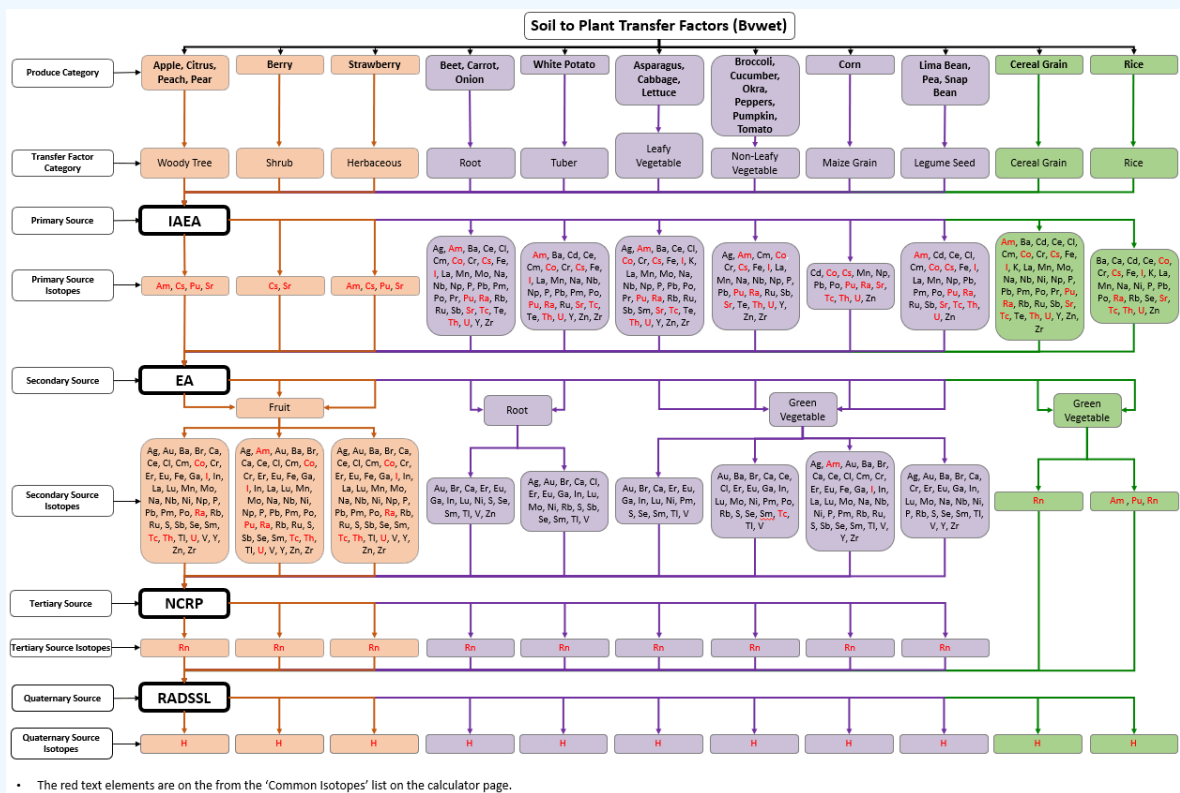 Soil to Plant Transfer Factors (Bvwet)
Produce Category
Apple, Citrus,
Peach, Pear
Berry
Strawberry
Beet, Carrot,
Onion
White Potato
Asparagus,
Cabbage,
Lettuce
Broccoli,
Cucumber,
Okra,
Peppers,
Pumpkin,
Tomato
Corn
Lima Bean,
Pea, Snap
Bean
Cereal Grain
Rice
Transfer Factor
Category
Woody Tree
Shrub
Herbaceous
Root
Tuber
Leafy
Vegetable
Non-Leafy
Vegetable
Maize Grain
Legume Seed
Cereal Grain
Rice
Primary Source
IAEA
Primary Source
Isotopes
Am, Cs, Pu, Sr
Cs, Sr
Am, Cs, Pu, Sr
Ag, Am, Ba, Ce, Cl,
Cm, Co, Cr, Cs, Fe,
I, La, Mn, Mo, Na,
Nb, Np, P, Pb, Pm,
Po, Pr, Pu, Ra, Rb,
Ru, Sb, Sr, Tc, Te,
Th, U, Y, Zr
Am, Ba, Cd, Ce,
Cm, Co, Cr, Cs, Fe,
I, La, Mn, Na, Nb,
Np, P, Pb, Pm, Po,
Pu, Ra, Ru, Sr, Tc,
Te, Th, U, Y, Zn, Zr
Ag, Am, Ba, Ce, Cl,
Co, Cr, Cs, Fe, I, K,
La, Mn, Mo, Na,
Nb, Np, P, Pb, Po,
Pr, Pu, Ra, Rb, Ru,
Sb, Sm, Sr, Tc, Te,
Th, U, Y, Zn, Zr
Ag, Am, Cm, Co,
Cr, Cs, Fe, I, La,
Mn, Na, Nb, Np, P,
Pb, Pu, Ra, Ru, Sb,
Sr, Te, Th, U, Y,
Zn, Zr
Cd, Co, Cs, Mn, Np,
Pb, Po, Pu, Ra, Sr,
Tc, Th, U, Zn
Am, Cd, Ce, Cl,
Cm, Co, Cs, Fe, I,
La, Mn, Np, Pb,
Pm, Po, Pu, Ra,
Ru, Sb, Sr, Tc, Th,
U, Zn
Am, Ba, Cd, Ce, Cl,
Cm, Co, Cr, Cs, Fe,
I, K, La, Mn, Mo,
Na, Nb, Ni, Np, P,
Pb, Pm, Po, Pr, Pu,
Ra, Rb, Ru, Sb, Sr,
Tc, Te, Th, U, Y, Zn,
Zr
Ba, Ca, Cd, Ce, Co,
Cr, Cs, Fe, I, K, La,
Mn, Na, Ni, P, Pb,
Po, Ra, Rb, Se, Sr,
Tc, Th, U, Zn
Secondary Source
EA
Fruit
Root
Green
Vegetable
Green
Vegetable
Secondary Source
Isotopes
Ag, Au, Ba, Br, Ca,
Ce, Cl, Cm, Co, Cr,
Er, Eu, Fe, Ga, I, In,
La, Lu, Mn, Mo,
Na, Nb, Ni, Np, P,
Pb, Pm, Po, Ra, Rb,
Ru, S, Sb, Se, Sm,
Tc, Th, Tl, U, V, Y,
Zn, Zr
Ag, Am, Au, Ba, Br,
Ca, Ce, Cl, Cm, Co,
Cr, Er, Eu, Fe, Ga,
I, In, La, Lu, Mn,
Mo, Na, Nb, Ni,
Np, P, Pb, Pm, Po,
Pu, Ra, Rb, Ru, S,
Sb, Se, Sm, Tc, Th,
Tl, U, V, Y, Zn, Zr
Ag, Au, Ba, Br, Ca,
Ce, Cl, Cm, Co, Cr,
Er, Eu, Fe, Ga, I, In,
La, Lu, Mn, Mo,
Na, Nb, Ni, Np, P,
Pb, Pm, Po, Ra, Rb,
Ru, S, Sb, Se, Sm,
Tc, Th, Tl, U, V, Y,
Zn, Zr
Au, Br, Ca, Er, Eu,
Ga, In, Lu, Ni, S, Se,
Sm, Tl, V, Zn
Ag, Au, Br, Ca, Cl,
Er, Eu, Ga, In, Lu,
Mo, Ni, Rb, S, Sb,
Se, Sm, Tl, V
Au, Br, Ca, Er, Eu,
Ga, In, Lu, Ni, Pm,
S, Se, Sm, Tl, V
Au, Ba, Br, Ca, Ce,
Cl, Er, Eu, Ga, In,
Lu, Mo, Ni, Pm, Po,
Rb, S, Se, Sm, Tc,
Tl, V
Ag, Am, Au, Ba, Br,
Ca, Ce, Cl, Cm, Cr,
Er, Eu, Fe, Ga, I, In,
La, Lu, Mo, Na, Nb,
Ni, P, Pm, Rb, Ru,
S, Sb, Se, Sm, Tl, V,
Y, Zr
Ag, Au, Ba, Br, Ca,
Cr, Er, Eu, Ga, In,
Lu, Mo, Na, Nb, Ni,
P, Rb, S, Se, Sm, Tl,
V, Y, Zr
Rn
Am , Pu, Rn
Tertiary Source
NCRP
Tertiary Source Isotopes
Rn
Rn
Rn
Rn
Rn
Rn
Rn
Rn
Rn
Quaternary Source
RADSSL
Quaternary Source
Isotopes
H
H
H
H
H
H
H
H
H
H
H
• The red text elements are on the from the ‘Common Isotopes’ list on the calculator page.